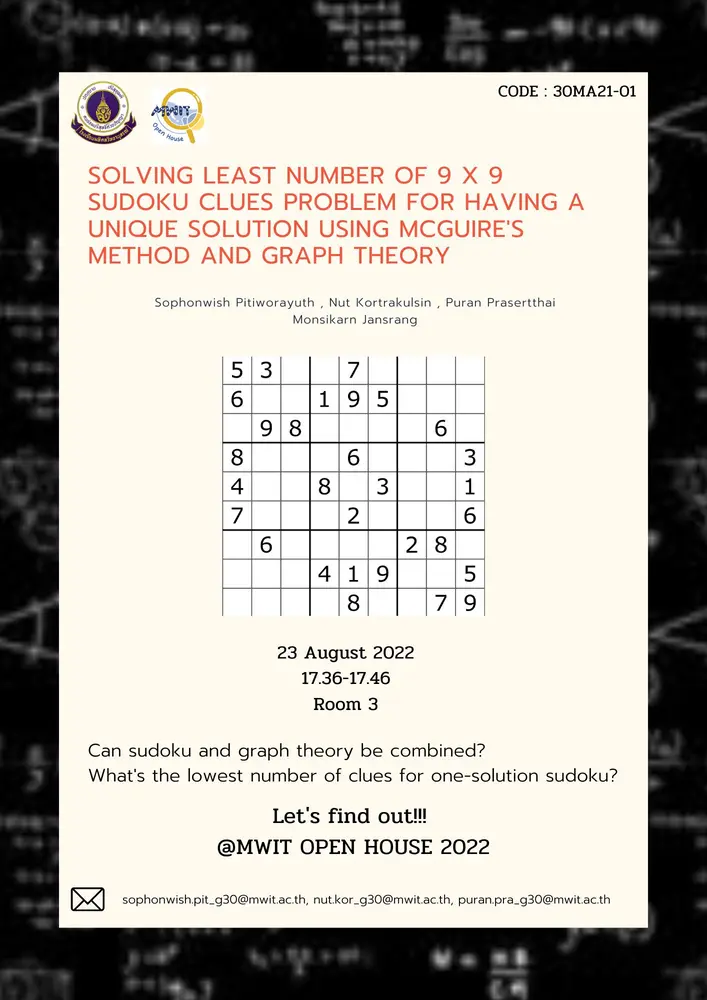 CODE : 30MA21-01
MWIT
Open House
SOLVING LEAST NUMBER OF 9 X 9
SUDOKU CLUES PROBLEM FOR HAVING A
UNIQUE SOLUTION USING MCGUIRE'S
METHOD AND GRAPH THEORY
Sophonwish Pitiworayuth , Nut Kortrakulsin , Puran Prasertthai
Monsikarn Jansrang
5 3 7
6 1 9 5
9 8 6
8 6 3
4 8 3 1
7 2 6
6 2 8
4 1 9 5
8 7 9
23 August 2022
17.36-17.46
Room 3
Can sudoku and graph theory be combined?
What's the lowest number of clues for one-solution sudoku?
Let's find out!!!
@MWIT OPEN HOUSE 2022
sophonwish.pit_g30@mwit.ac.th, nut.kor_g30@mwit.ac.th, puran.pra_g30@mwit.ac.th